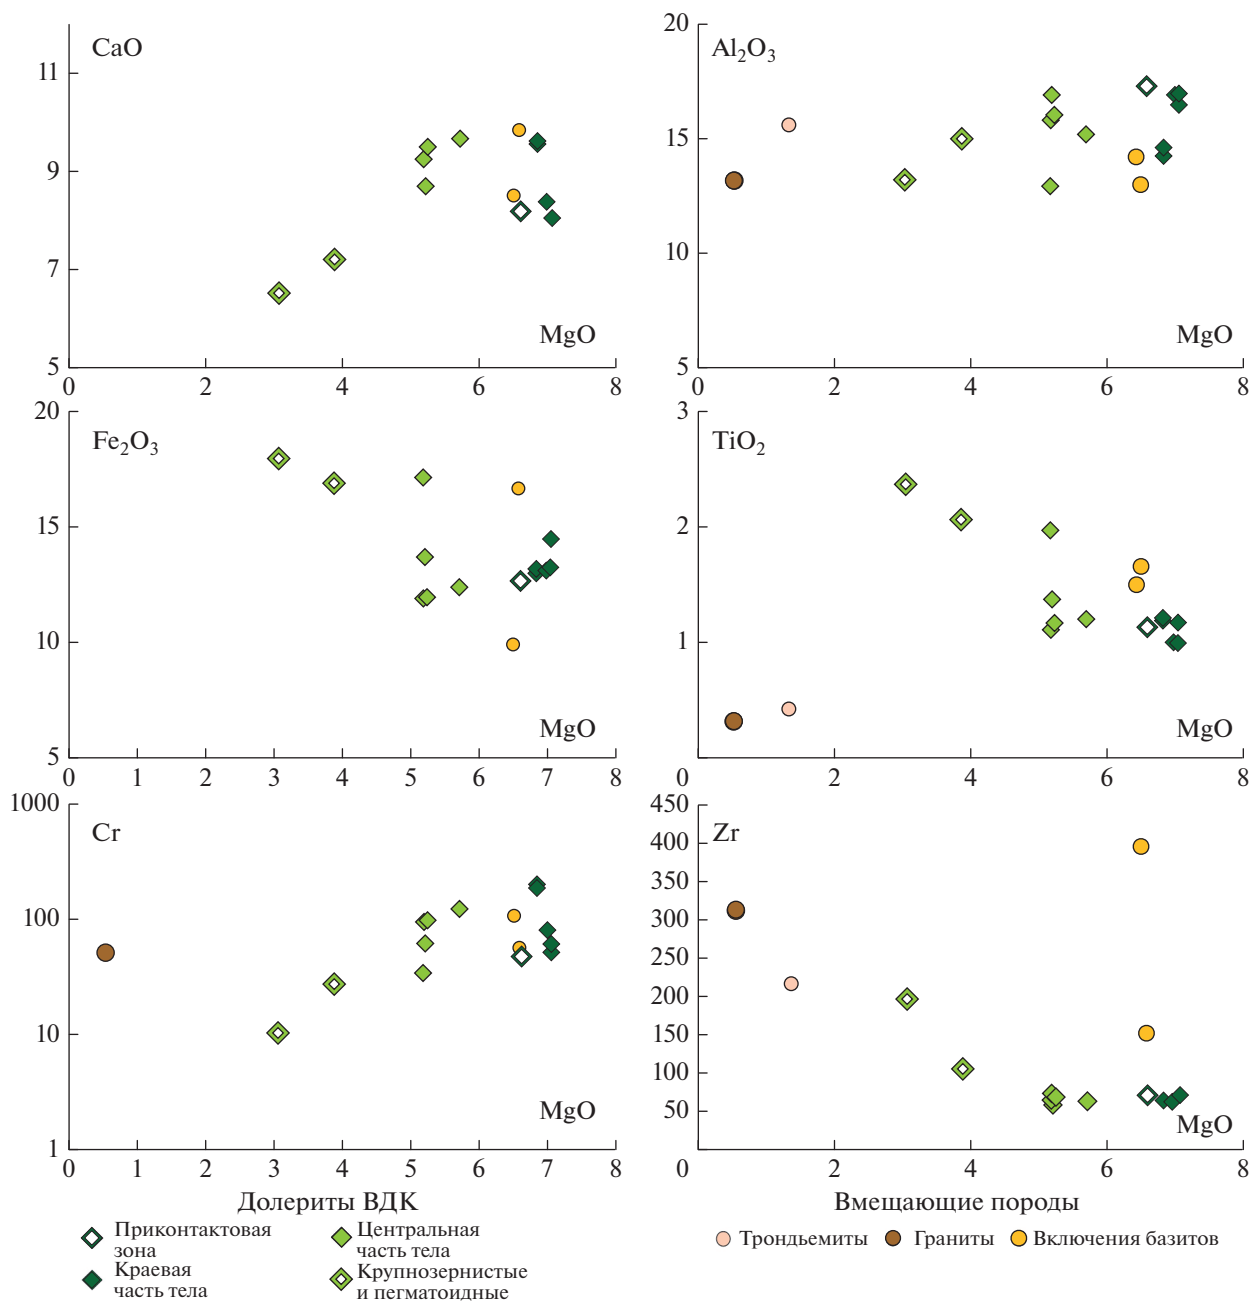 CaO
11
9
7
5
MgO
0 2 4 6 8
Al₂O₃
20
15
10
5
MgO
0 2 4 6 8
Fe₂O₃
20
15
10
5
MgO
0 1 2 3 4 5 6 7 8
TiO₂
3
2
1
MgO
0 2 4 6 8
Cr
1000
100
10
1
MgO
0 1 2 3 4 5 6 7 8
Zr
450
400
350
300
250
200
150
100
50
MgO
0 2 4 6 8
Долериты ВДК
Приконтактовая
зона
Краевая
часть тела
Центральная
часть тела
Крупнозернистые
и пегматоидные
Вмещающие породы
Трондьемиты Граниты Включения базитов